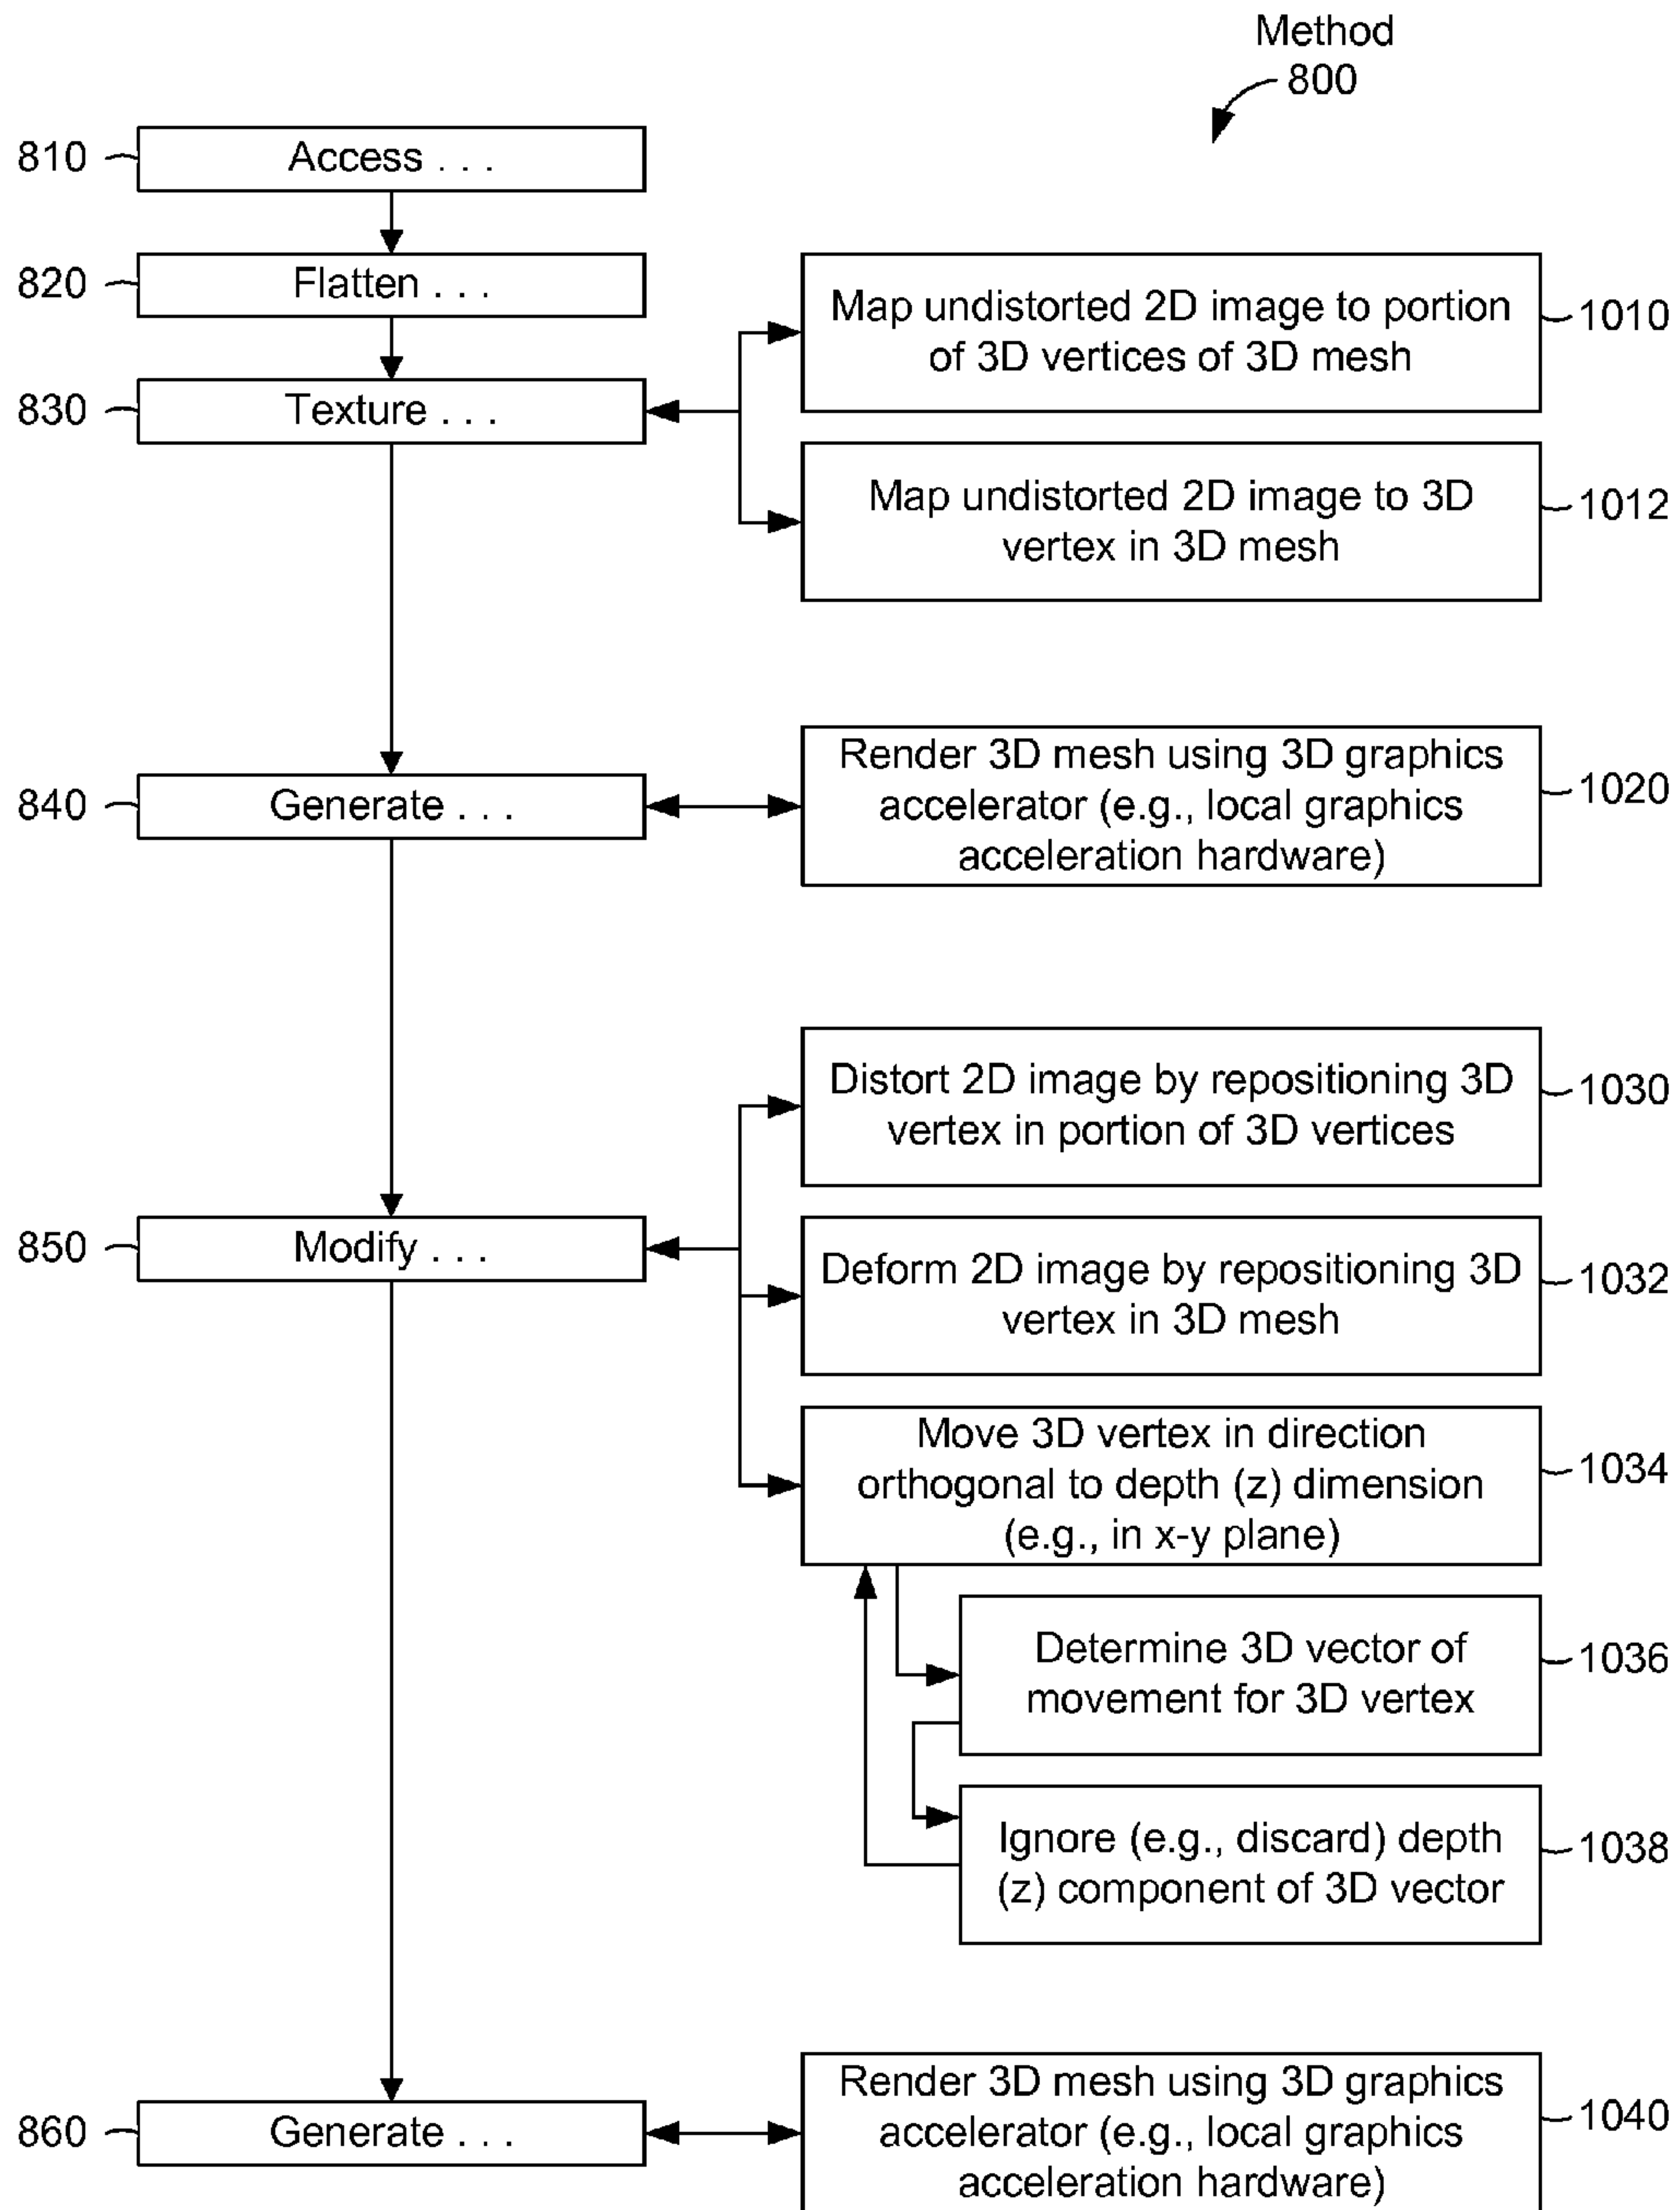 Method
800
810
Access . . .
820
Flatten . . .
Map undistorted 2D image to portion
of 3D vertices of 3D mesh
1010
830
Texture . . .
Map undistorted 2D image to 3D
vertex in 3D mesh
1012
840
Generate . . .
Render 3D mesh using 3D graphics
accelerator (e.g., local graphics
acceleration hardware)
1020
Distort 2D image by repositioning 3D
vertex in portion of 3D vertices
1030
850
Modify . . .
Deform 2D image by repositioning 3D
vertex in 3D mesh
1032
Move 3D vertex in direction
orthogonal to depth (z) dimension
(e.g., in x-y plane)
1034
Determine 3D vector of
movement for 3D vertex
1036
Ignore (e.g., discard) depth
(z) component of 3D vector
1038
860
Generate . . .
Render 3D mesh using 3D graphics
accelerator (e.g., local graphics
acceleration hardware)
1040